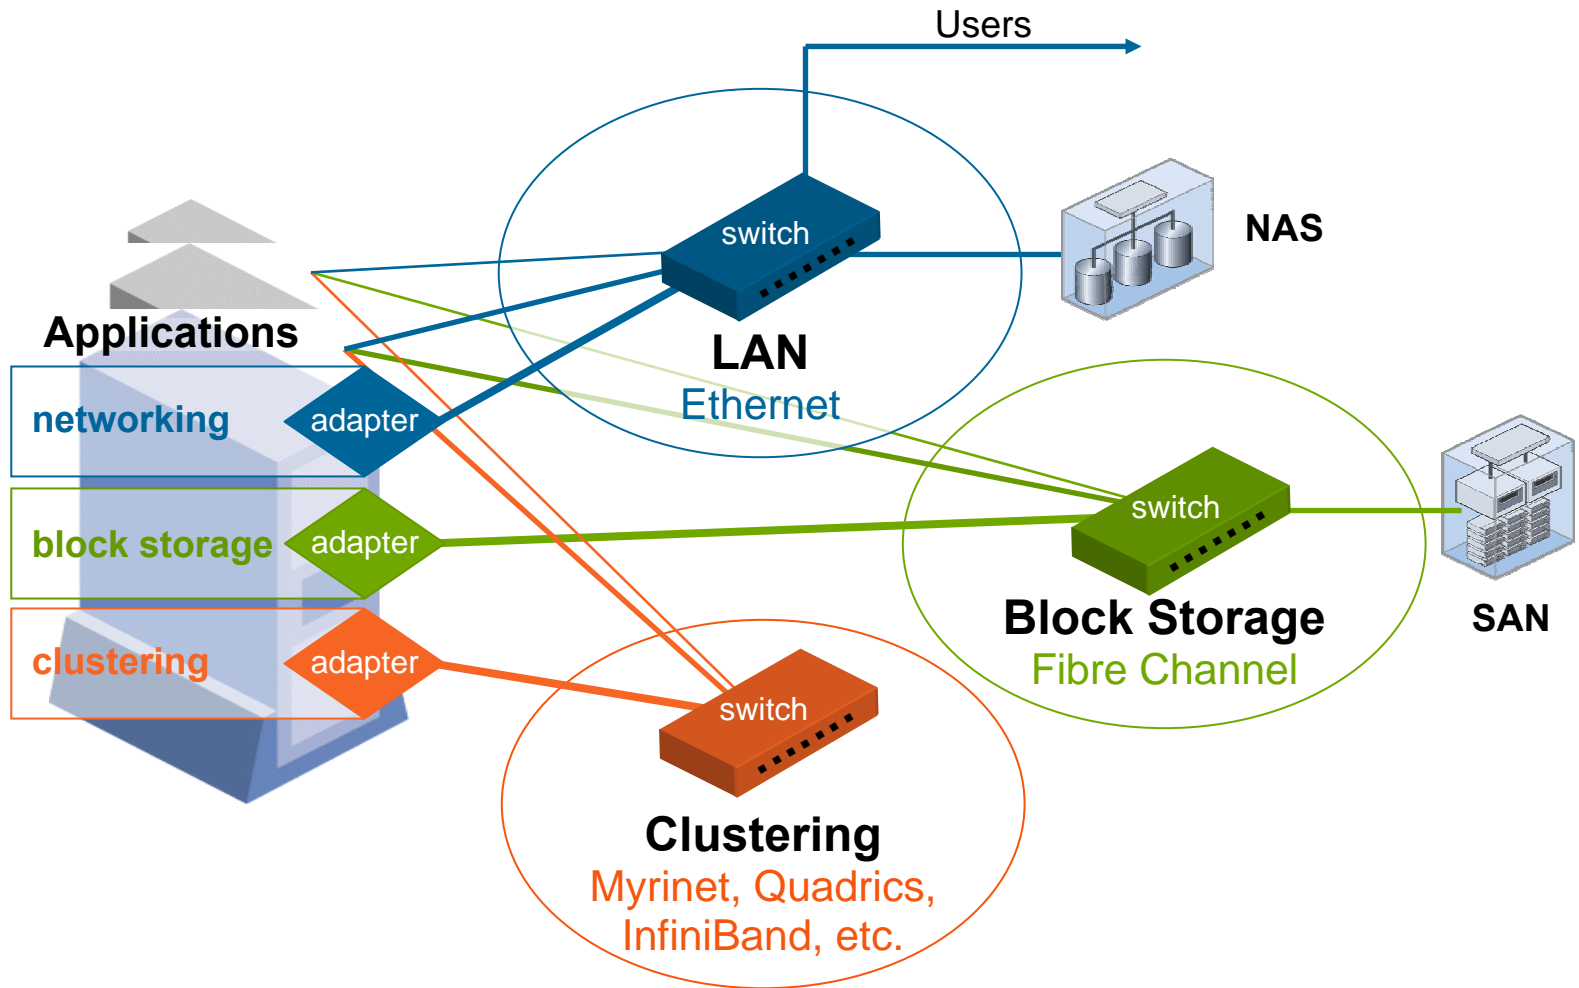 Users
switch
NAS
Applications
LAN
Ethernet
networking
adapter
block storage
adapter
switch
Block Storage
Fibre Channel
SAN
clustering
adapter
switch
Clustering
Myrinet, Quadrics,
InfiniBand, etc.